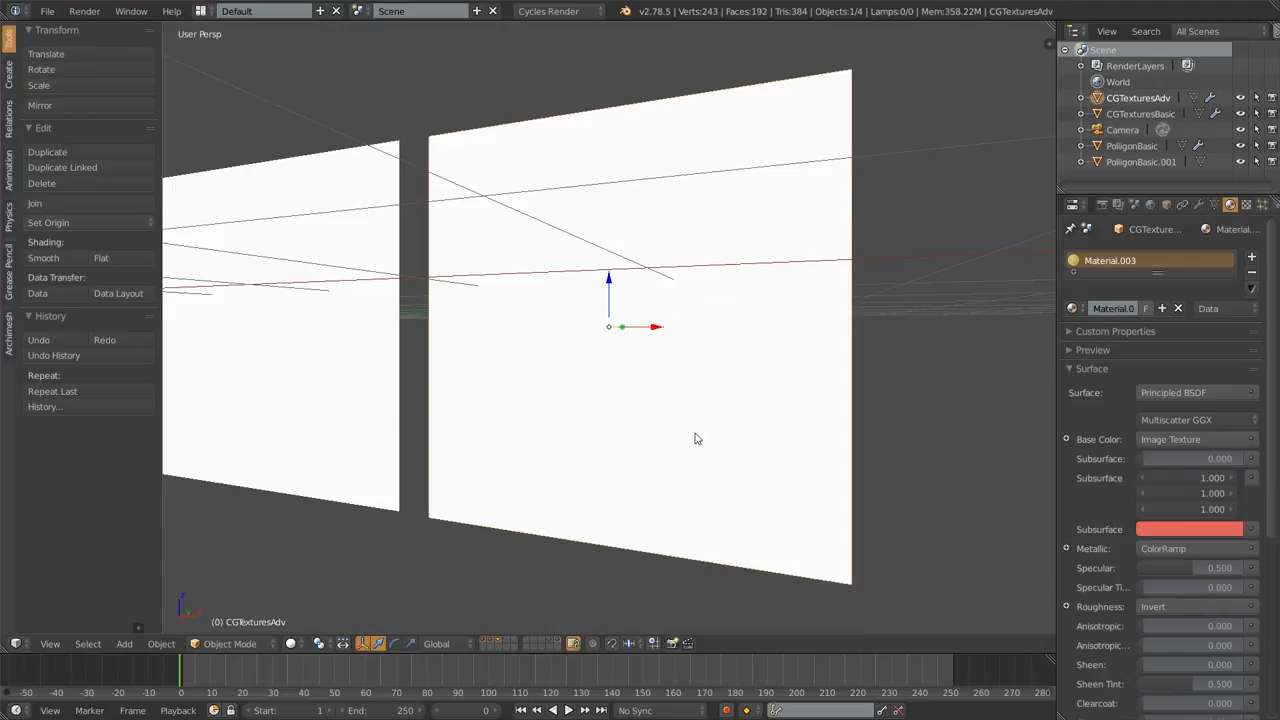 File Render Window Help Default Scene Cycles Render v2.78.5 | Verts:243 | Faces:192 | Tris:384 | Objects:1/4 | Lamps:0/0 | Mem:358.22M | CGTexturesAdv
Tools
Create
Relations
Animation
Physics
Grease Pencil
Archimesh
Transform
Translate
Rotate
Scale
Mirror
Edit
Duplicate
Duplicate Linked
Delete
Join
Set Origin
Shading:
Smooth Flat
Data Transfer:
Data Data Layout
History
Undo Redo
Undo History
Repeat:
Repeat Last
History...
User Persp
(0) CGTexturesAdv
View Search All Scenes
Scene
RenderLayers
World
CGTexturesAdv
CGTexturesBasic
Camera
PoliigonBasic
PoliigonBasic.001
CGTexture... Material....
Material.003
Material.0 F Data
Custom Properties
Preview
Surface
Surface: Principled BSDF
Multiscatter GGX
Base Color: Image Texture
Subsurface: 0.000
Subsurface 1.000
1.000
1.000
Subsurface
Metallic: ColorRamp
Specular: 0.500
Specular Ti... 0.000
Roughness: Invert
Anisotropic: 0.000
Anisotropic... 0.000
Sheen: 0.000
Sheen Tint: 0.500
Clearcoat: 0.000
View Select Add Object Object Mode Global
-50 -40 -30 -20 -10 0 10 20 30 40 50 60 70 80 90 100 110 120 130 140 150 160 170 180 190 200 210 220 230 240 250 260 270 280
View Marker Frame Playback Start: 1 End: 250 0 No Sync